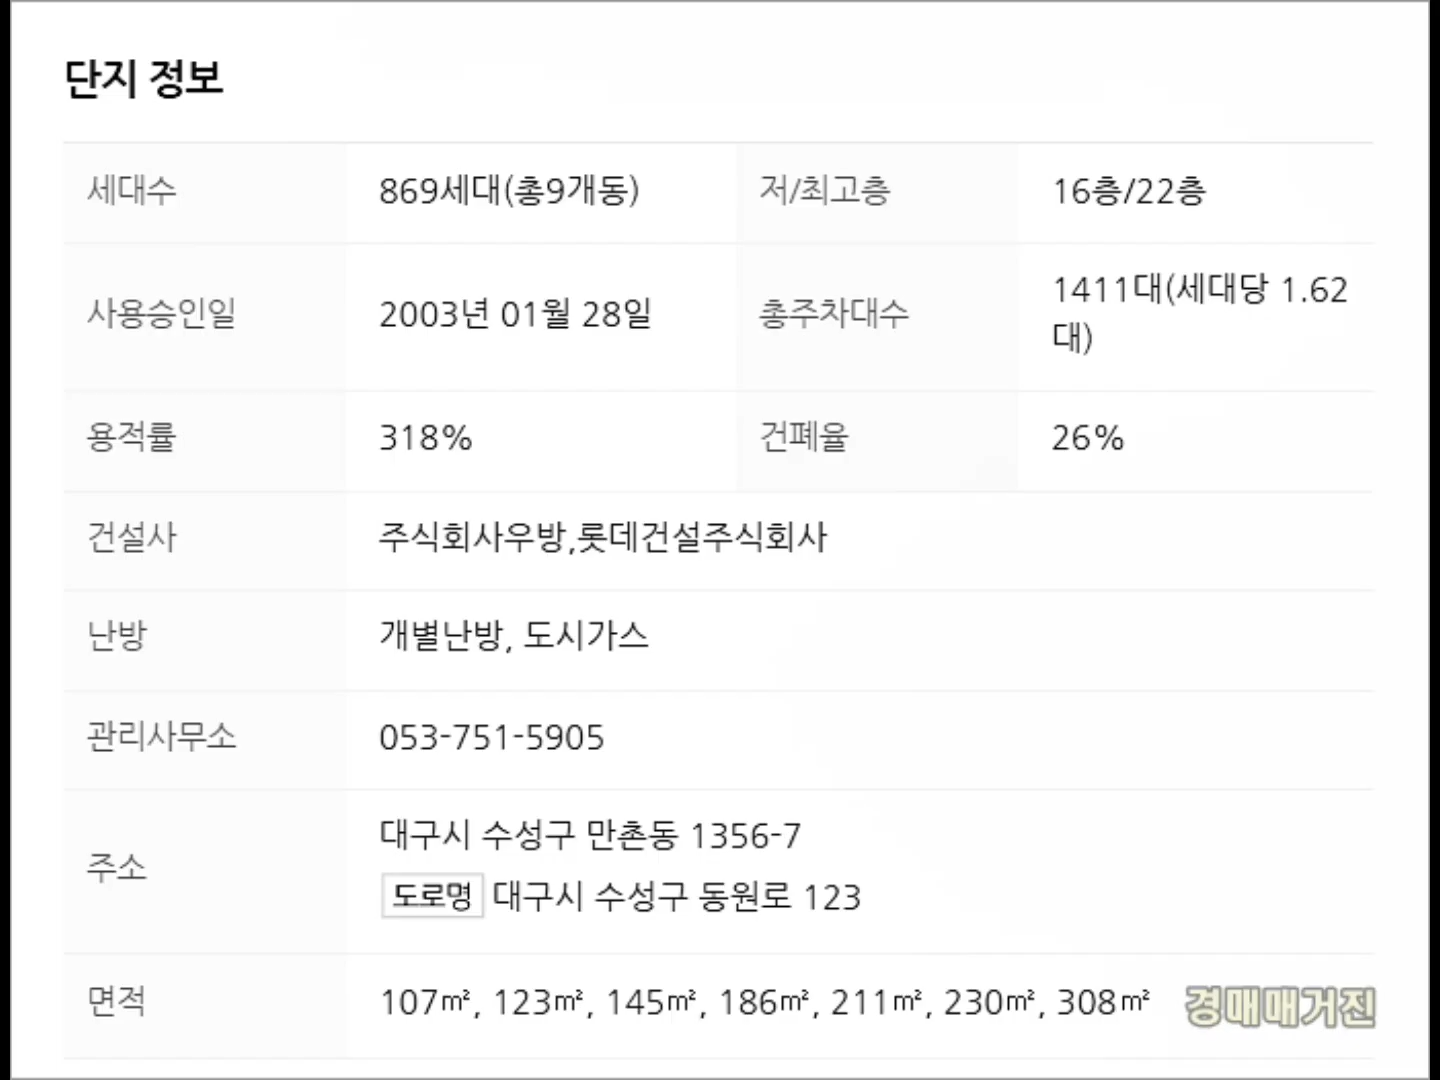 단지 정보
세대수 869세대(총9개동) 저/최고층 16층/22층
사용승인일 2003년 01월 28일 총주차대수 1411대(세대당 1.62
대)
용적률 318% 건폐율 26%
건설사 주식회사우방,롯데건설주식회사
난방 개별난방, 도시가스
관리사무소 053-751-5905
주소 대구시 수성구 만촌동 1356-7
도로명 대구시 수성구 동원로 123
면적 107㎡, 123㎡, 145㎡, 186㎡, 211㎡, 230㎡, 308㎡
경매매거진